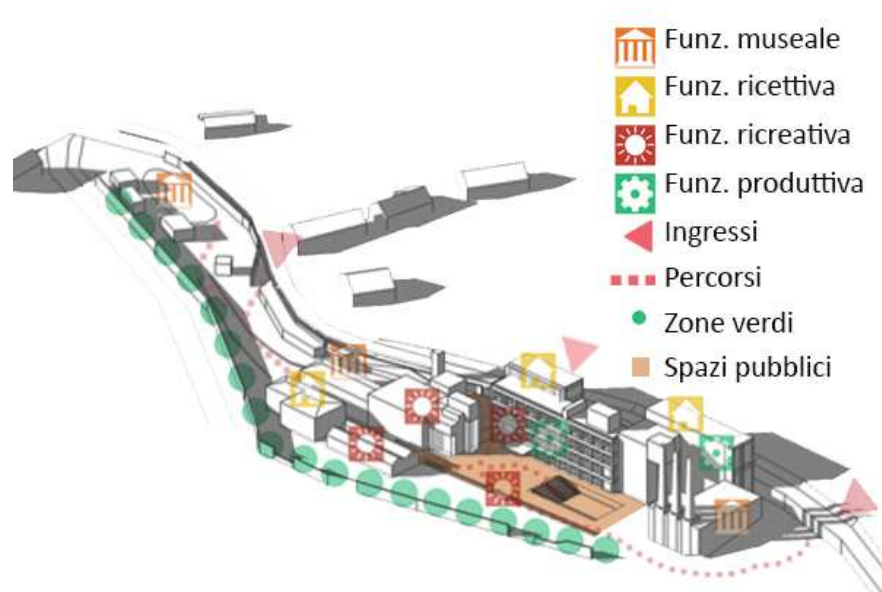 Funz. museale
Funz. ricettiva
Funz. ricreativa
Funz. produttiva
Ingressi
Percorsi
Zone verdi
Spazi pubblici